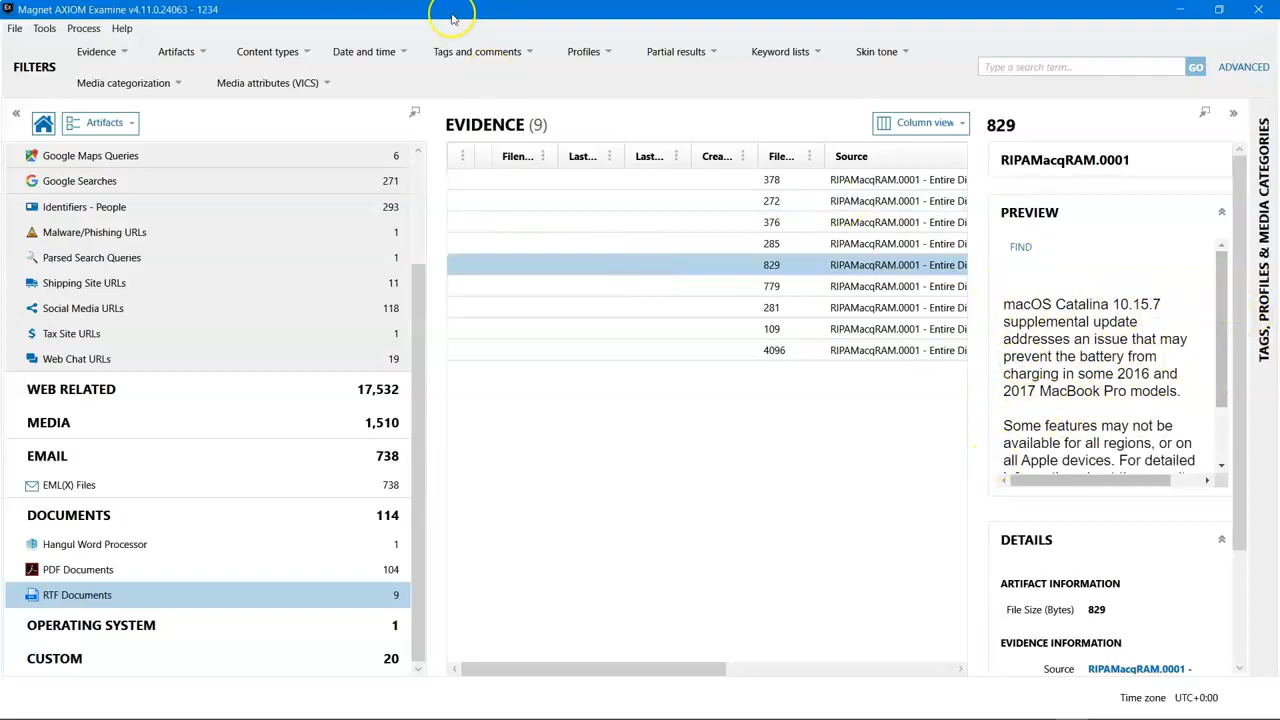 Magnet AXIOM Examine v4.11.0.24063 - 1234
File Tools Process Help
FILTERS
Evidence Artifacts Content types Date and time Tags and comments Profiles Partial results Keyword lists Skin tone
Media categorization Media attributes (VICS)
Type a search term...
GO
ADVANCED
Artifacts
Google Maps Queries 6
Google Searches 271
Identifiers - People 293
Malware/Phishing URLs 1
Parsed Search Queries 1
Shipping Site URLs 11
Social Media URLs 118
Tax Site URLs 1
Web Chat URLs 19
WEB RELATED 17,532
MEDIA 1,510
EMAIL 738
EML(X) Files 738
DOCUMENTS 114
Hangul Word Processor 1
PDF Documents 104
RTF Documents 9
OPERATING SYSTEM 1
CUSTOM 20
EVIDENCE (9)
Column view
Filen... Last... Last... Crea... File... Source
378 RIPAMacqRAM.0001 - Entire Di
272 RIPAMacqRAM.0001 - Entire Di
376 RIPAMacqRAM.0001 - Entire Di
285 RIPAMacqRAM.0001 - Entire Di
829 RIPAMacqRAM.0001 - Entire Di
779 RIPAMacqRAM.0001 - Entire Di
281 RIPAMacqRAM.0001 - Entire Di
109 RIPAMacqRAM.0001 - Entire Di
4096 RIPAMacqRAM.0001 - Entire Di
829
RIPAMacqRAM.0001
PREVIEW
FIND
macOS Catalina 10.15.7
supplemental update
addresses an issue that may
prevent the battery from
charging in some 2016 and
2017 MacBook Pro models.
Some features may not be
available for all regions, or on
all Apple devices. For detailed
DETAILS
ARTIFACT INFORMATION
File Size (Bytes) 829
EVIDENCE INFORMATION
Source RIPAMacqRAM.0001 -
TAGS, PROFILES & MEDIA CATEGORIES
Time zone UTC+0:00